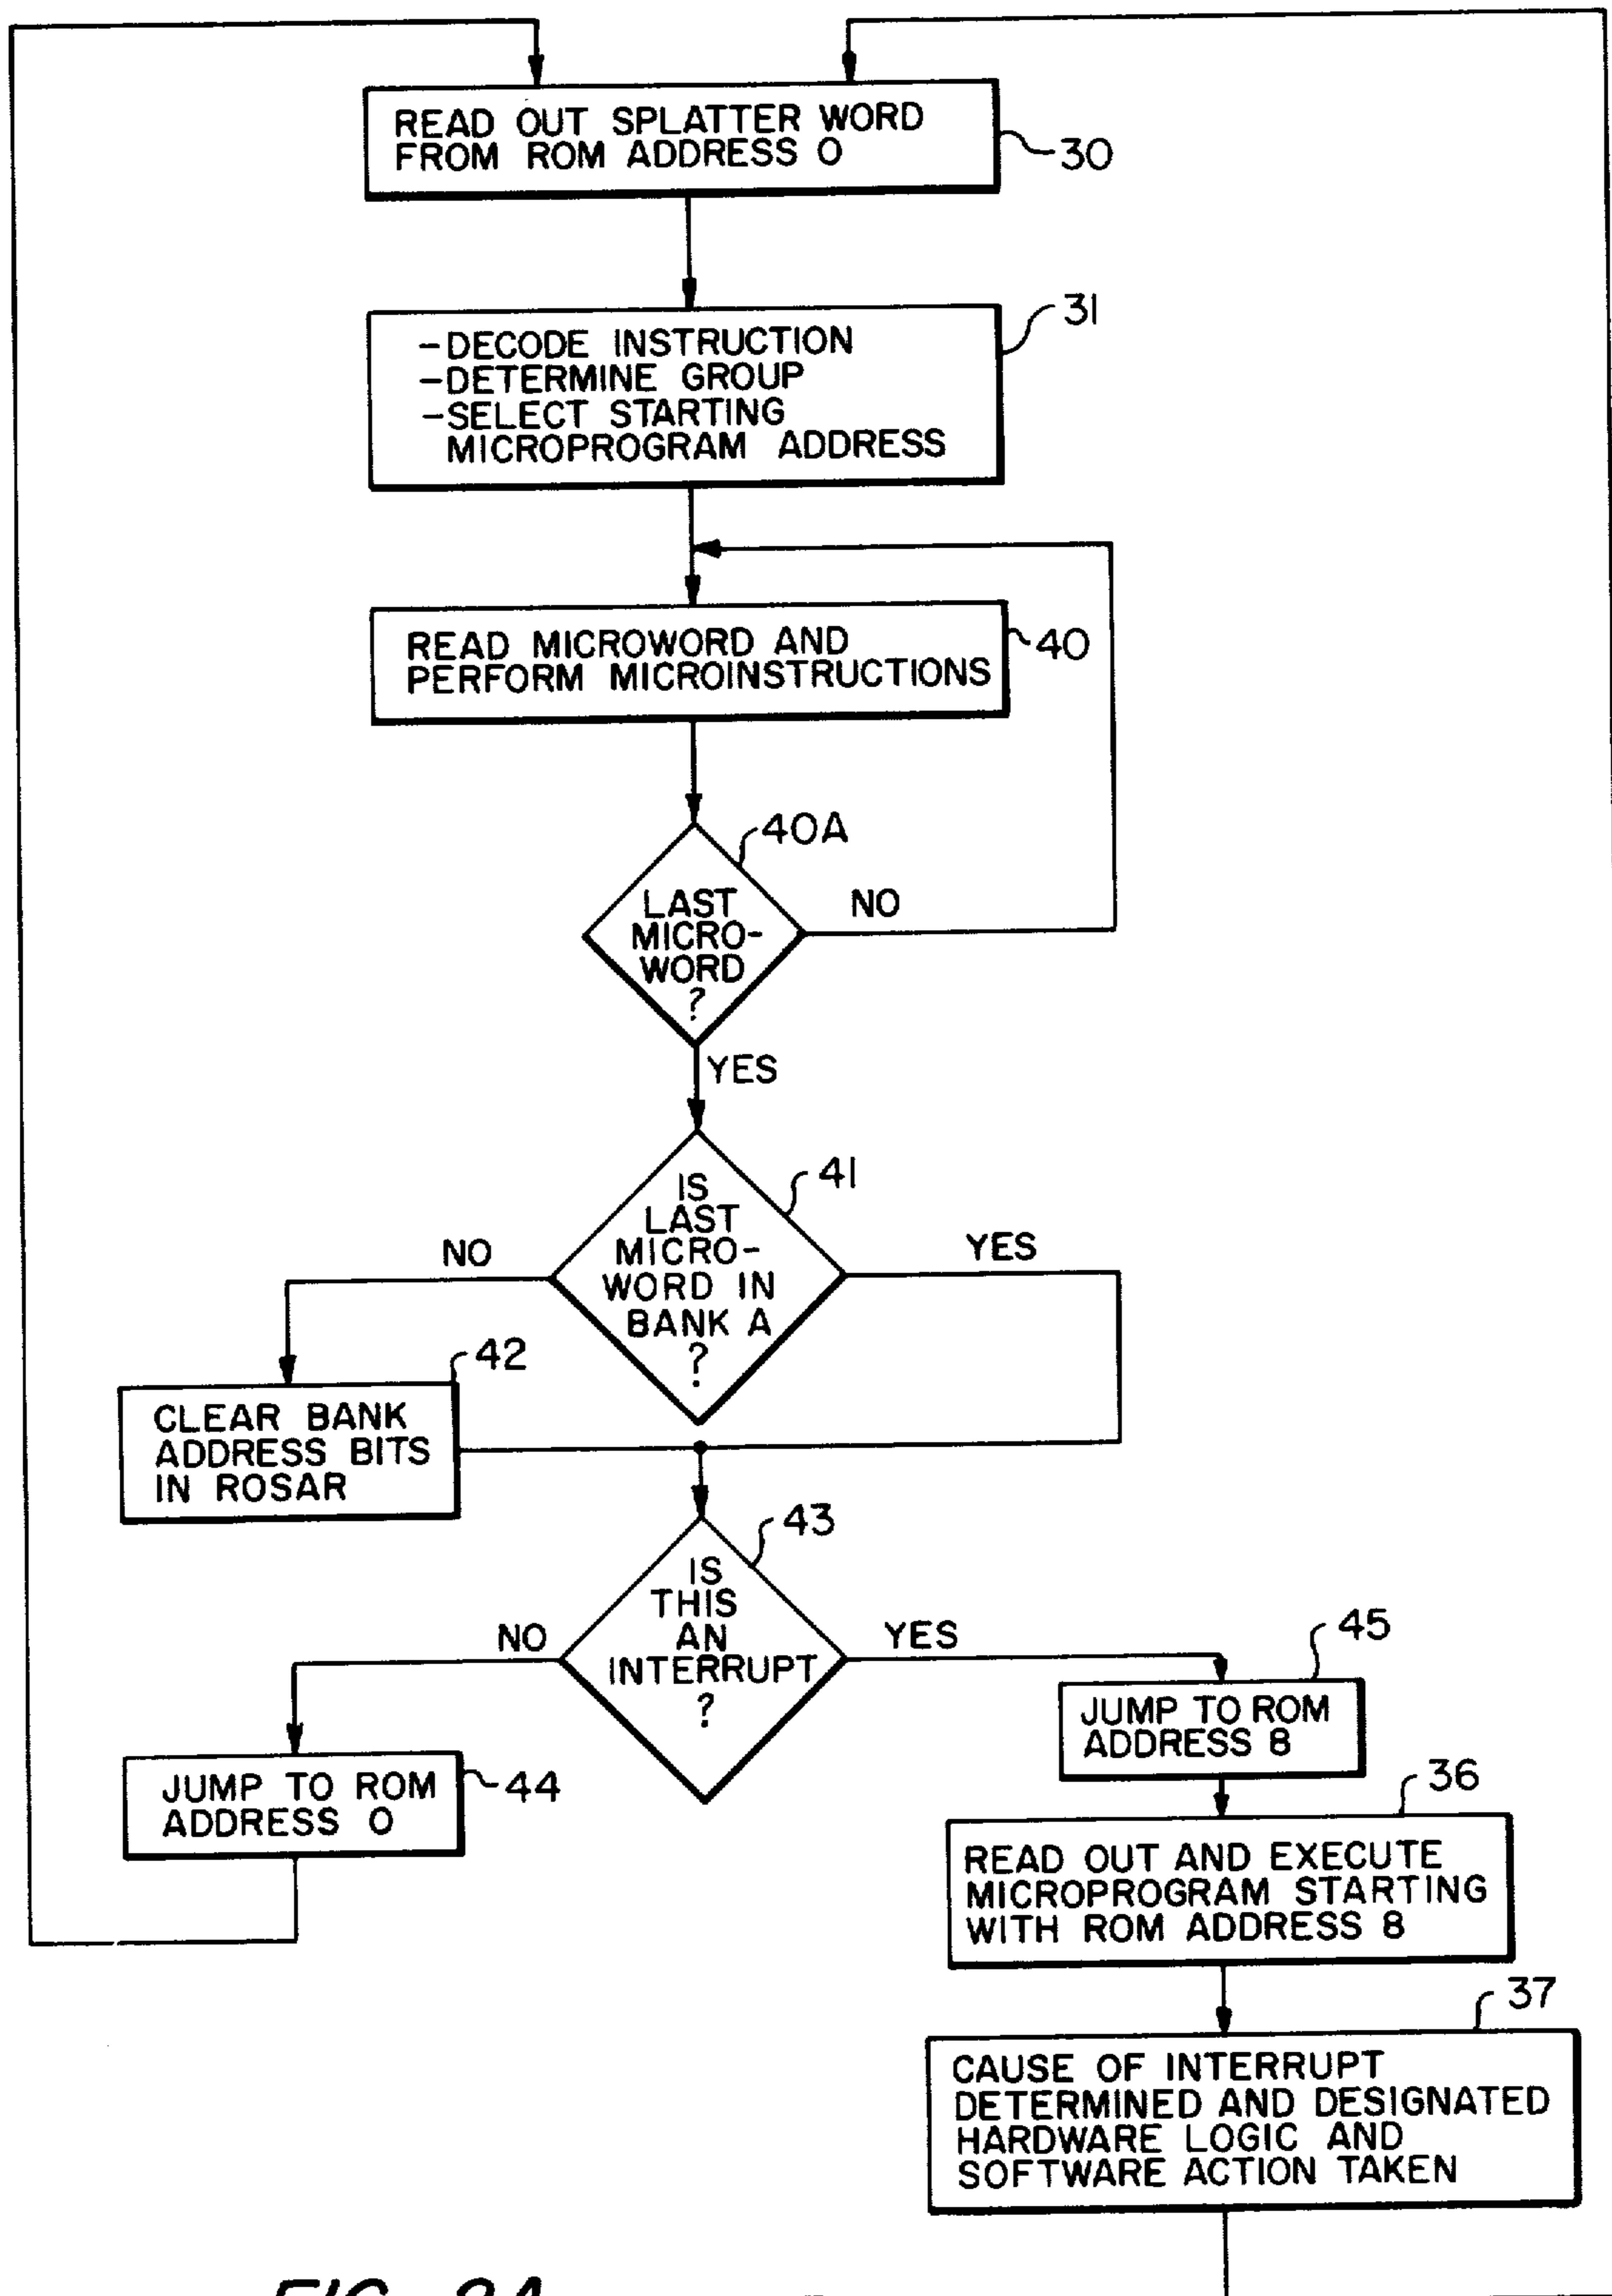 READ OUT SPLATTER WORD
FROM ROM ADDRESS 0
30
31
-DECODE INSTRUCTION
-DETERMINE GROUP
-SELECT STARTING
MICROPROGRAM ADDRESS
READ MICROWORD AND
PERFORM MICROINSTRUCTIONS
40
40A
LAST
MICRO-
WORD
?
NO
YES
41
IS
LAST
MICRO-
WORD IN
BANK A
?
NO
YES
42
CLEAR BANK
ADDRESS BITS
IN ROSAR
43
IS
THIS
AN
INTERRUPT
?
NO
YES
45
JUMP TO ROM
ADDRESS 8
JUMP TO ROM
ADDRESS 0
44
36
READ OUT AND EXECUTE
MICROPROGRAM STARTING
WITH ROM ADDRESS 8
37
CAUSE OF INTERRUPT
DETERMINED AND DESIGNATED
HARDWARE LOGIC AND
SOFTWARE ACTION TAKEN